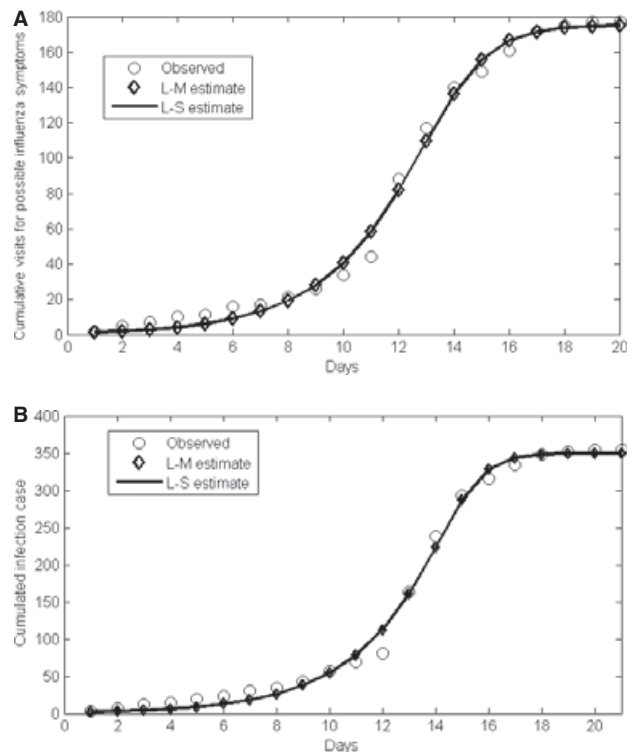 A
Cumulative visits for possible influenza symptoms
180
160
140
120
100
80
60
40
20
0
Observed
L-M estimate
L-S estimate
0 2 4 6 8 10 12 14 16 18 20
Days
B
Cumulated infection case
400
350
300
250
200
150
100
50
0
Observed
L-M estimate
L-S estimate
0 2 4 6 8 10 12 14 16 18 20
Days